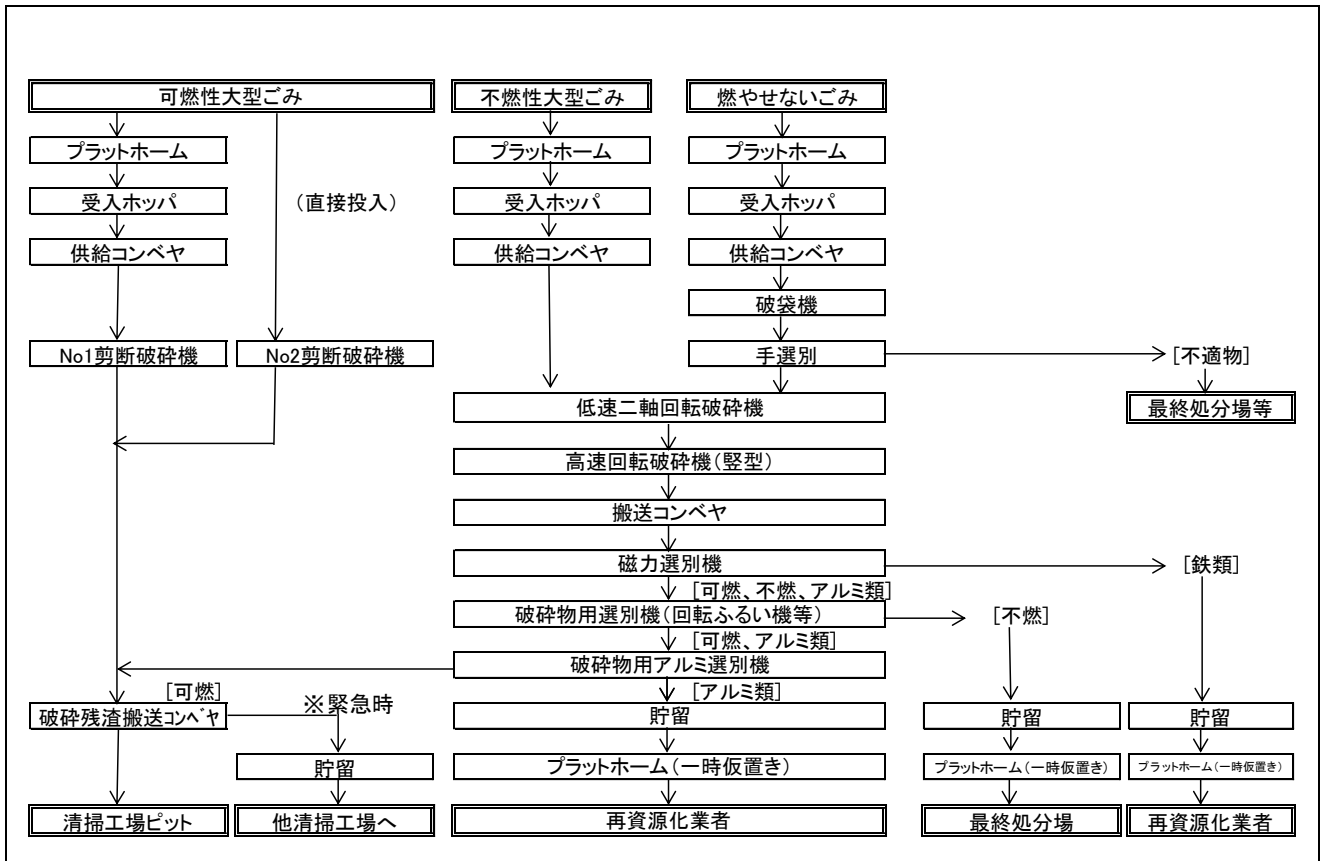 可燃性大型ごみ 不燃性大型ごみ 燃やせないごみ
プラットホーム プラットホーム プラットホーム
受入ホッパ (直接投入) 受入ホッパ 受入ホッパ
供給コンベヤ 供給コンベヤ 供給コンベヤ
破袋機
No1剪断破砕機 No2剪断破砕機 手選別 [不適物]
低速二軸回転破砕機 最終処分場等
高速回転破砕機(竪型)
搬送コンベヤ
磁力選別機 [鉄類]
[可燃、不燃、アルミ類]
破砕物用選別機(回転ふるい機等) [不燃]
[可燃、アルミ類]
破砕物用アルミ選別機
[可燃] ※緊急時 [アルミ類]
破砕残渣搬送コンベヤ 貯留 貯留 貯留
貯留 プラットホーム(一時仮置き) プラットホーム(一時仮置き) プラットホーム(一時仮置き)
清掃工場ピット 他清掃工場へ 再資源化業者 最終処分場 再資源化業者